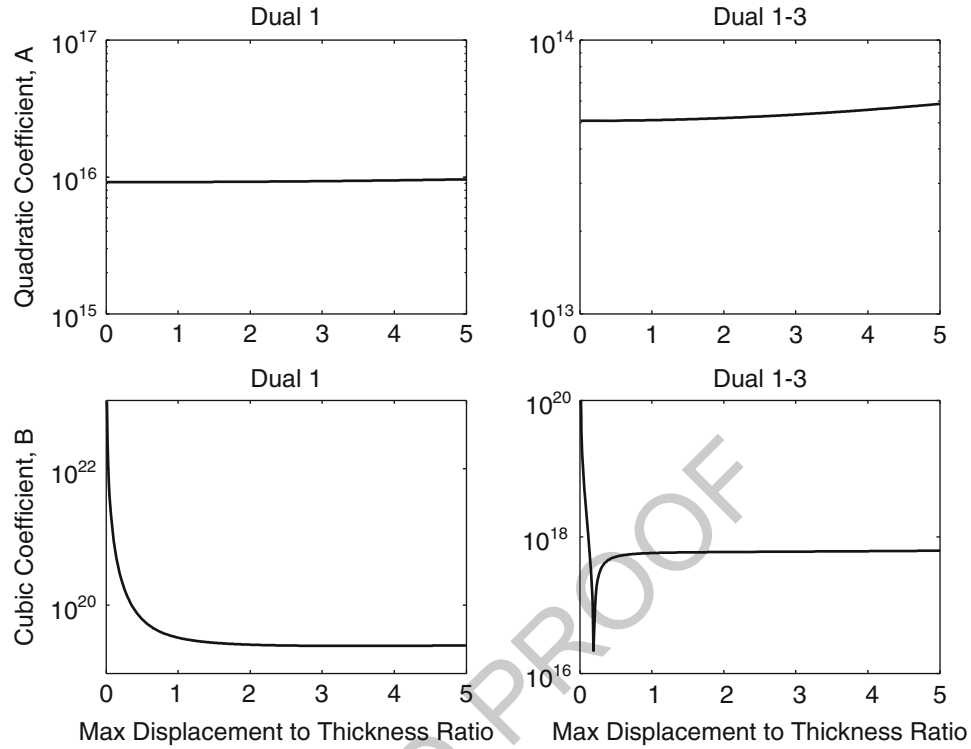 Dual 1
Dual 1-3
Quadratic Coefficient, A
10^17
10^16
10^15
0 1 2 3 4 5
10^14
10^13
0 1 2 3 4 5
Dual 1
Dual 1-3
Cubic Coefficient, B
10^22
10^20
0 1 2 3 4 5
10^20
10^18
10^16
0 1 2 3 4 5
Max Displacement to Thickness Ratio
Max Displacement to Thickness Ratio
PROOF